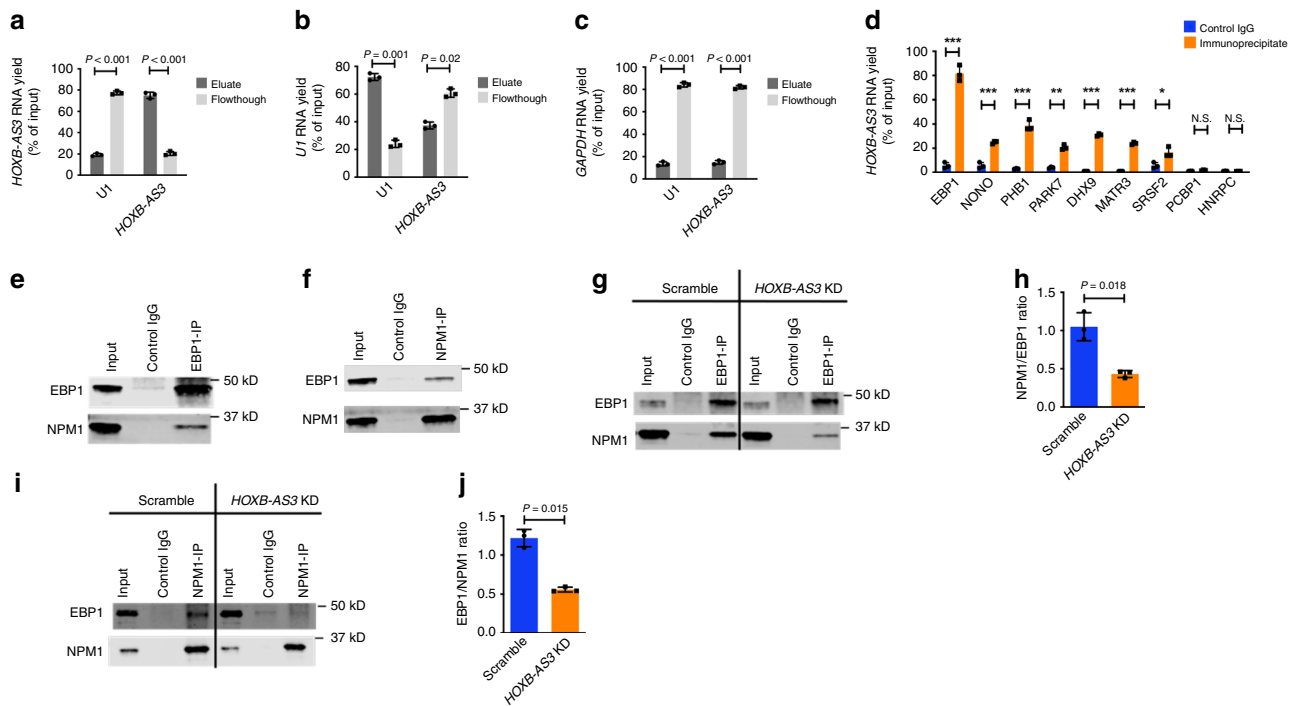 a
P < 0.001
P < 0.001
HOXB-AS3 RNA yield
(% of input)
100
80
60
40
20
0
U1
HOXB-AS3
Eluate
Flowthough
b
P = 0.001
P = 0.02
U1 RNA yield
(% of input)
80
60
40
20
0
U1
HOXB-AS3
Eluate
Flowthough
c
P < 0.001
P < 0.001
GAPDH RNA yield
(% of input)
100
80
60
40
20
0
U1
HOXB-AS3
Eluate
Flowthough
d
Control IgG
Immunoprecipitate
HOXB-AS3 RNA yield
(% of input)
100
80
60
40
20
0
***
***
***
**
***
***
*
N.S.
N.S.
EBP1
NONO
PHB1
PARK7
DHX9
MATR3
SRSF2
PCBP1
HNRPC
e
Input
Control IgG
EBP1-IP
EBP1
50 kD
NPM1
37 kD
f
Input
Control IgG
NPM1-IP
EBP1
50 kD
NPM1
37 kD
g
Scramble
HOXB-AS3 KD
Input
Control IgG
EBP1-IP
Input
Control IgG
EBP1-IP
EBP1
50 kD
NPM1
37 kD
h
P = 0.018
NPM1/EBP1 ratio
1.5
1.0
0.5
0.0
Scramble
HOXB-AS3 KD
i
Scramble
HOXB-AS3 KD
Input
Control IgG
NPM1-IP
Input
Control IgG
NPM1-IP
EBP1
50 kD
NPM1
37 kD
j
P = 0.015
EBP1/NPM1 ratio
1.5
1.0
0.5
0.0
Scramble
HOXB-AS3 KD